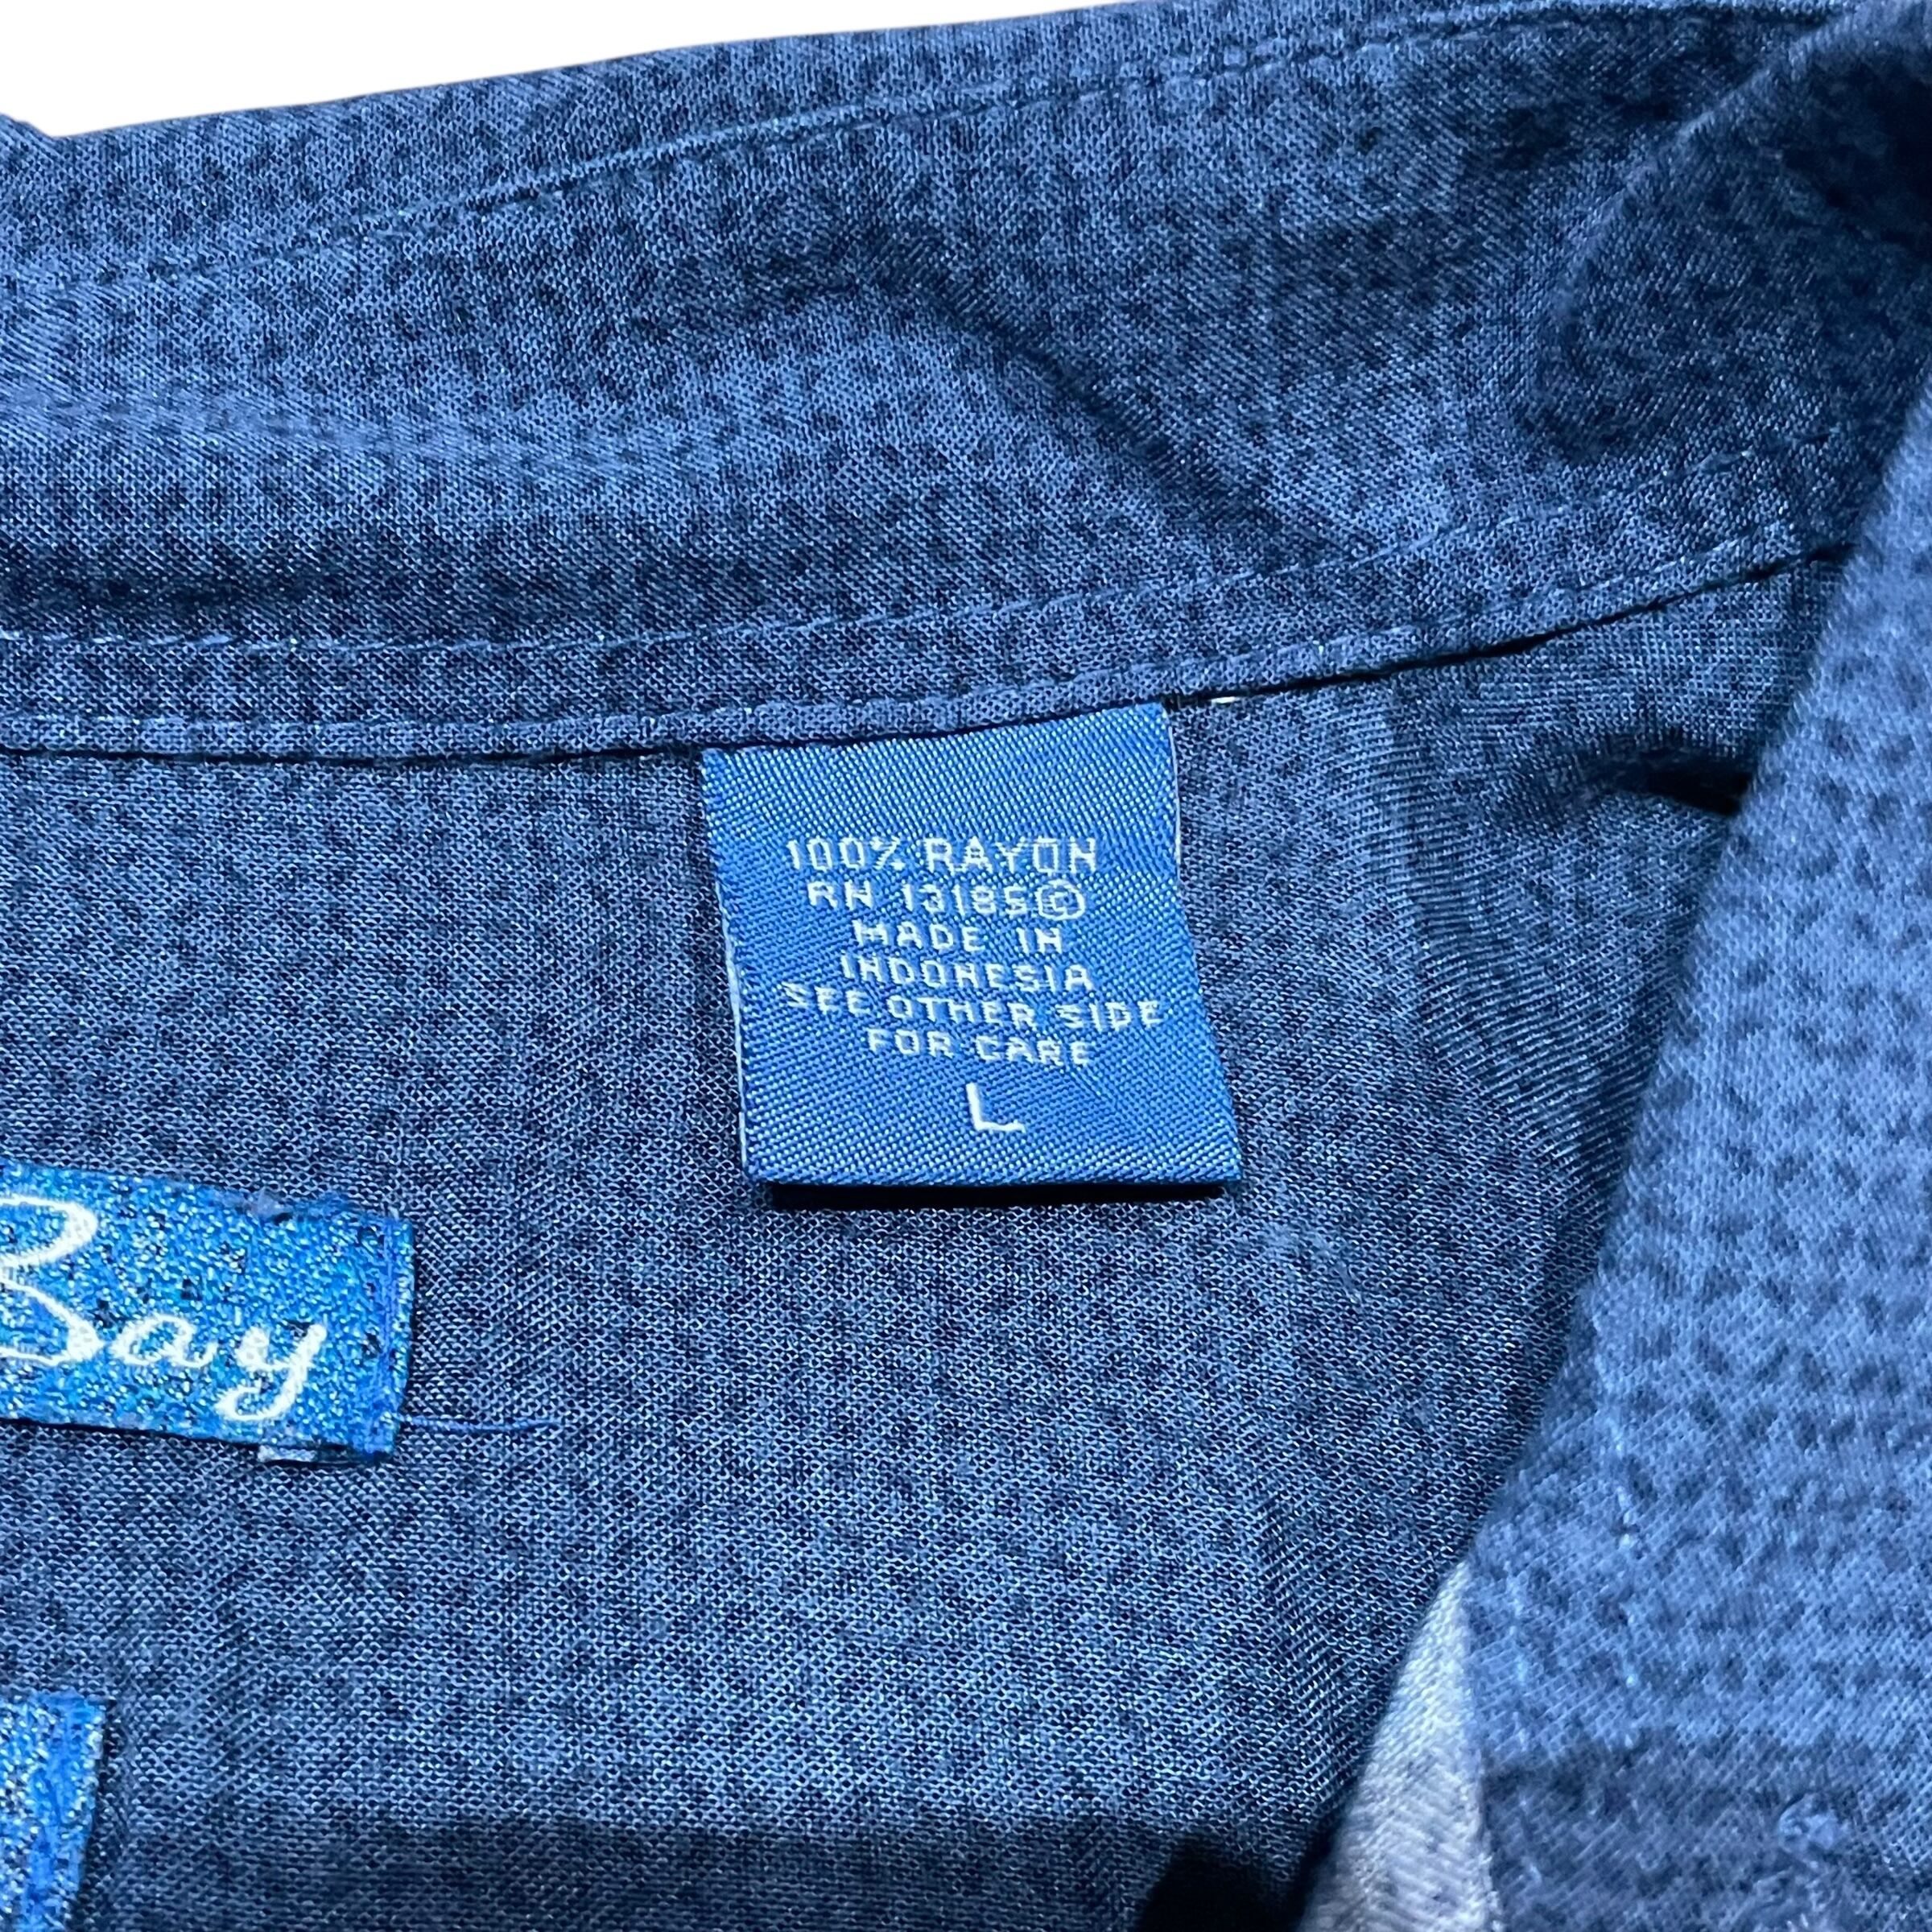 100% RAYON
RN 13185©
MADE IN
INDONESIA
SEE OTHER SIDE
FOR CARE
L
Bay